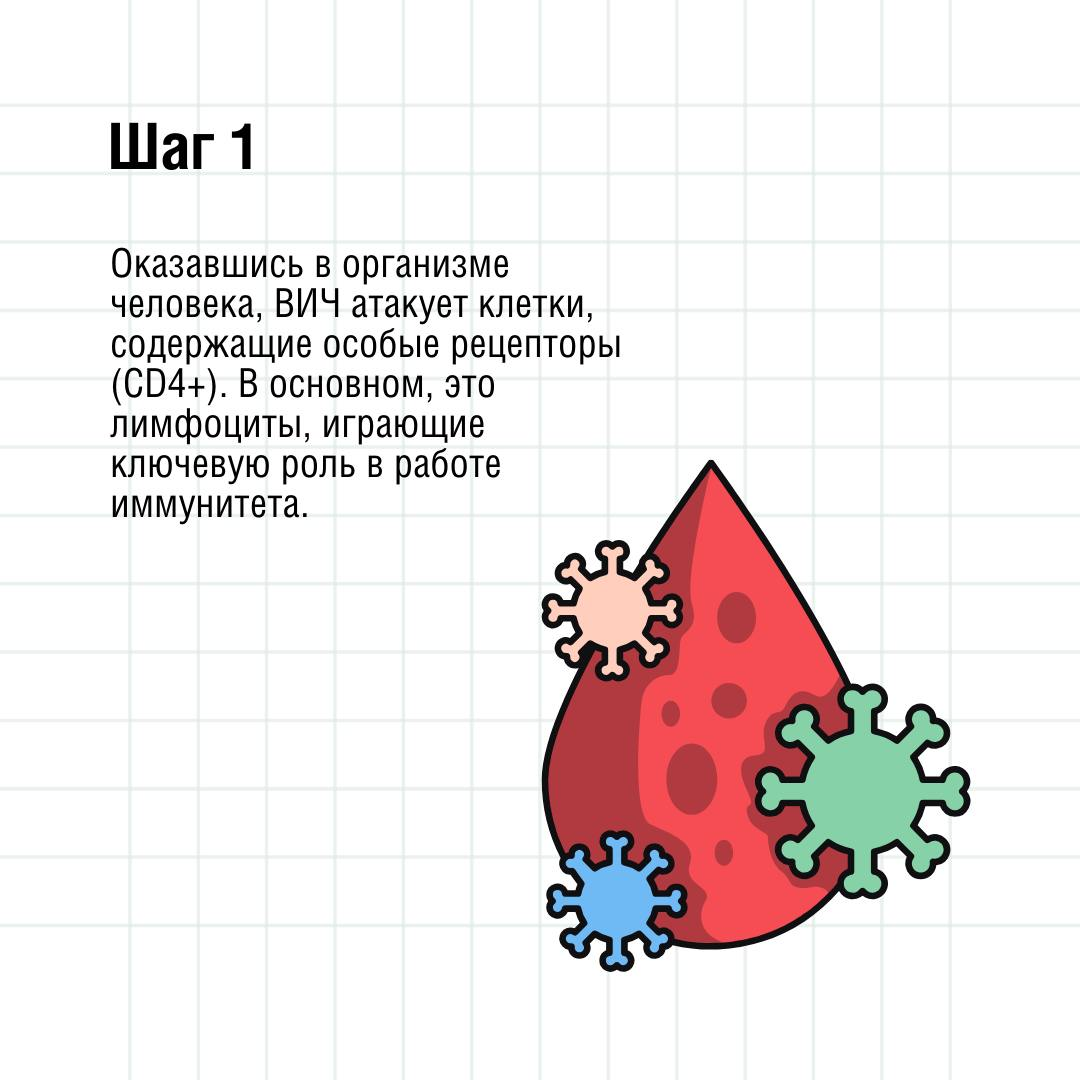 Шаг 1
Оказавшись в организме
человека, ВИЧ атакует клетки,
содержащие особые рецепторы
(CD4+). В основном, это
лимфоциты, играющие
ключевую роль в работе
иммунитета.